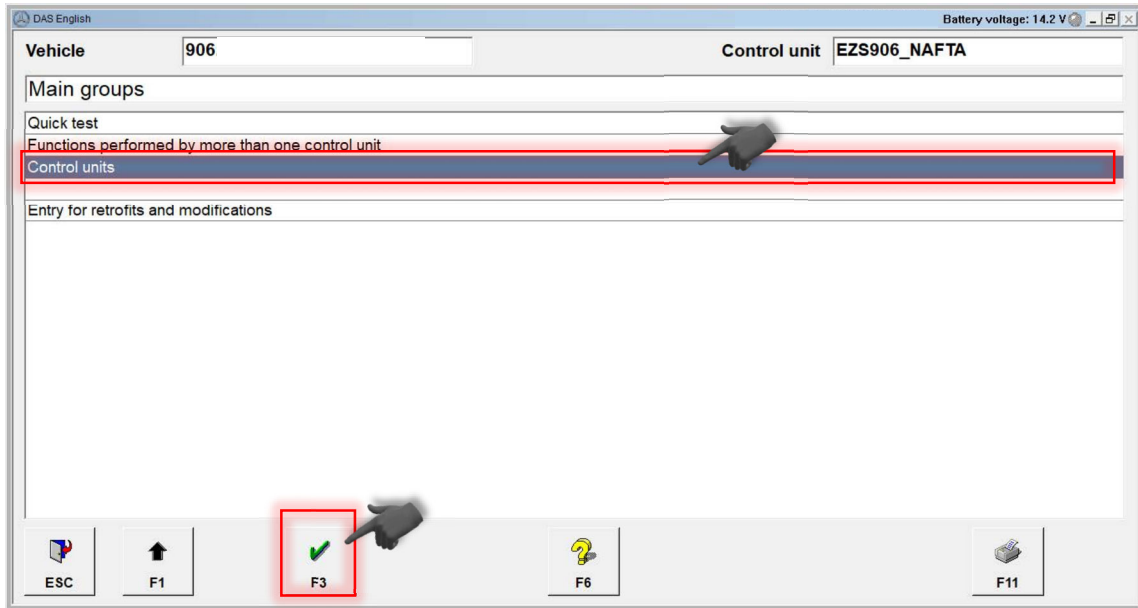 DAS English Battery voltage: 14.2 V
Vehicle 906 Control unit EZS906_NAFTA
Main groups
Quick test
Functions performed by more than one control unit
Control units
Entry for retrofits and modifications
ESC F1 F3 F6 F11